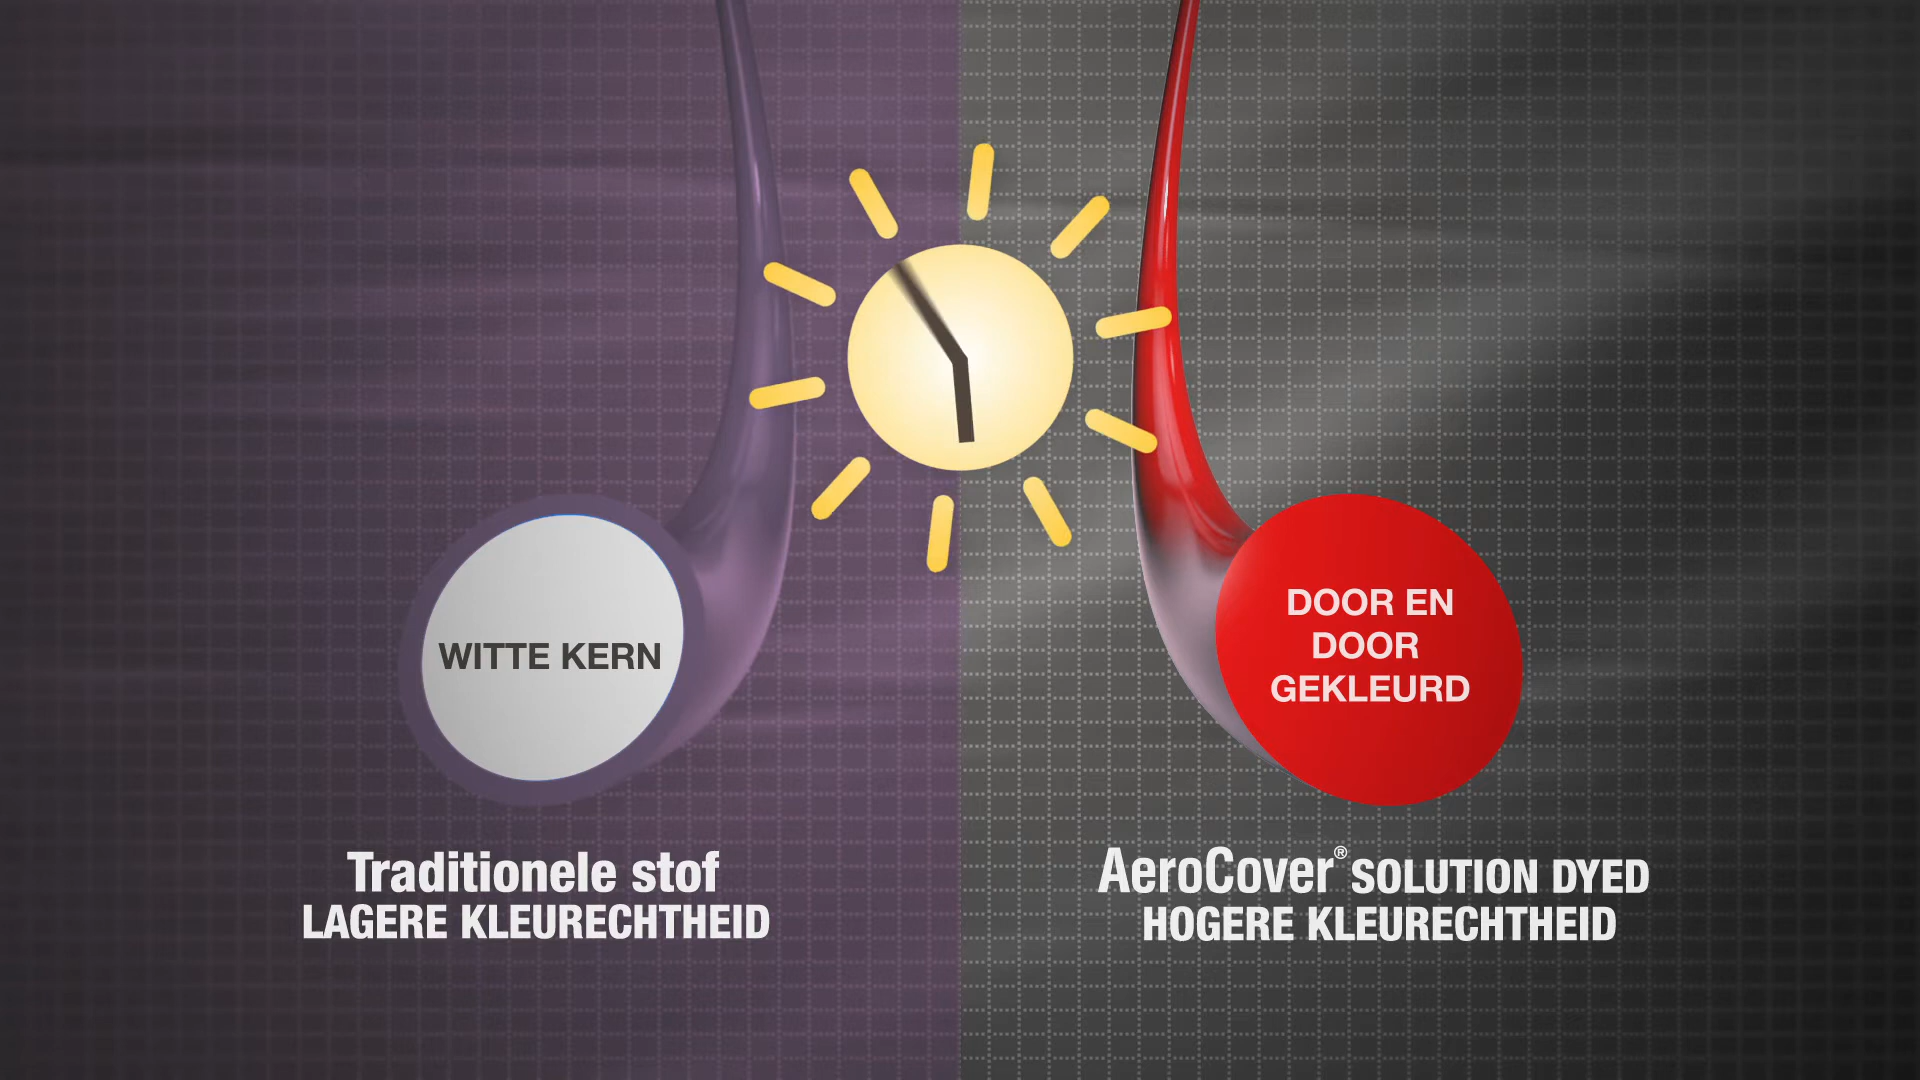 WITTE KERN
DOOR EN
DOOR
GEKLEURD
Traditionele stof
LAGERE KLEURECHTHEID
AeroCover® SOLUTION DYED
HOGERE KLEURECHTHEID